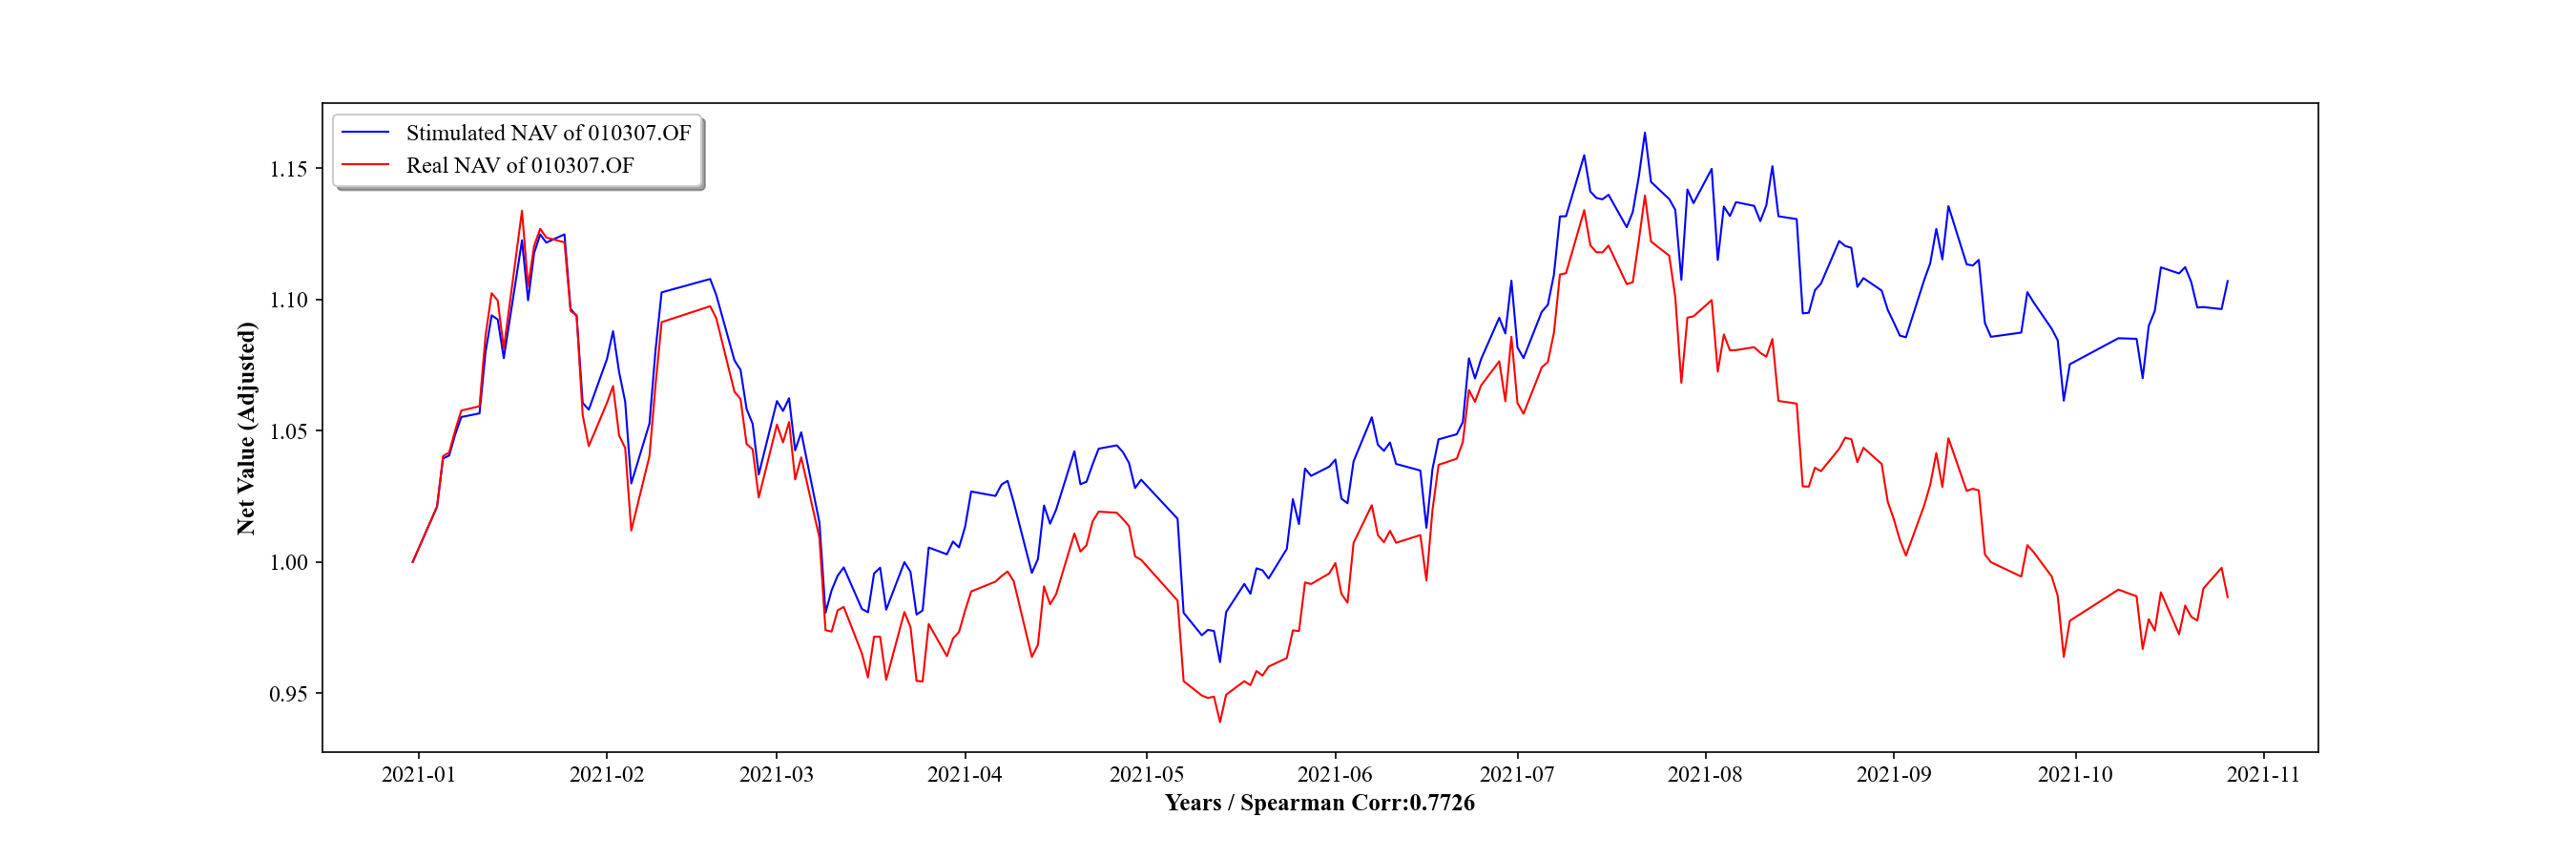 Stimulated NAV of 010307.OF
Real NAV of 010307.OF
Net Value (Adjusted)
1.15
1.10
1.05
1.00
0.95
2021-01 2021-02 2021-03 2021-04 2021-05 2021-06 2021-07 2021-08 2021-09 2021-10 2021-11
Years / Spearman Corr:0.7726